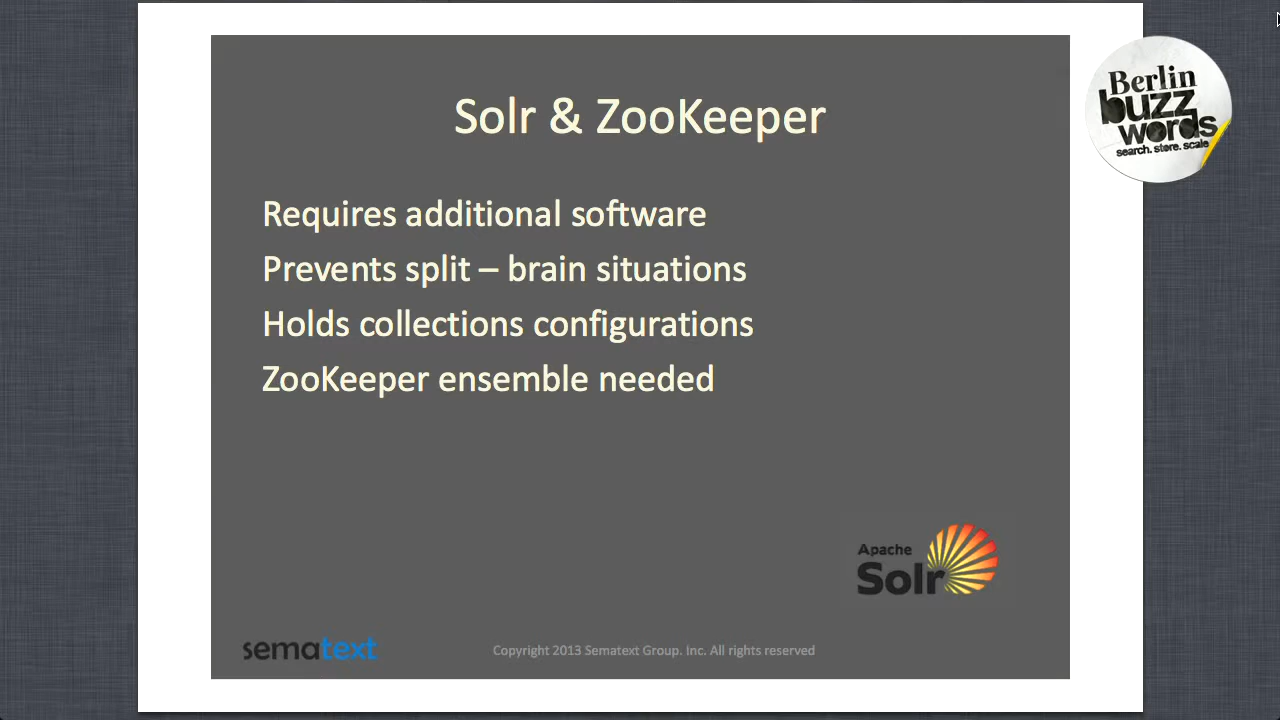 Solr & ZooKeeper
Berlin
buzz
words
search. store. scale
Requires additional software
Prevents split – brain situations
Holds collections configurations
ZooKeeper ensemble needed
Apache
Solr
sematext
Copyright 2013 Sematext Group. Inc. All rights reserved